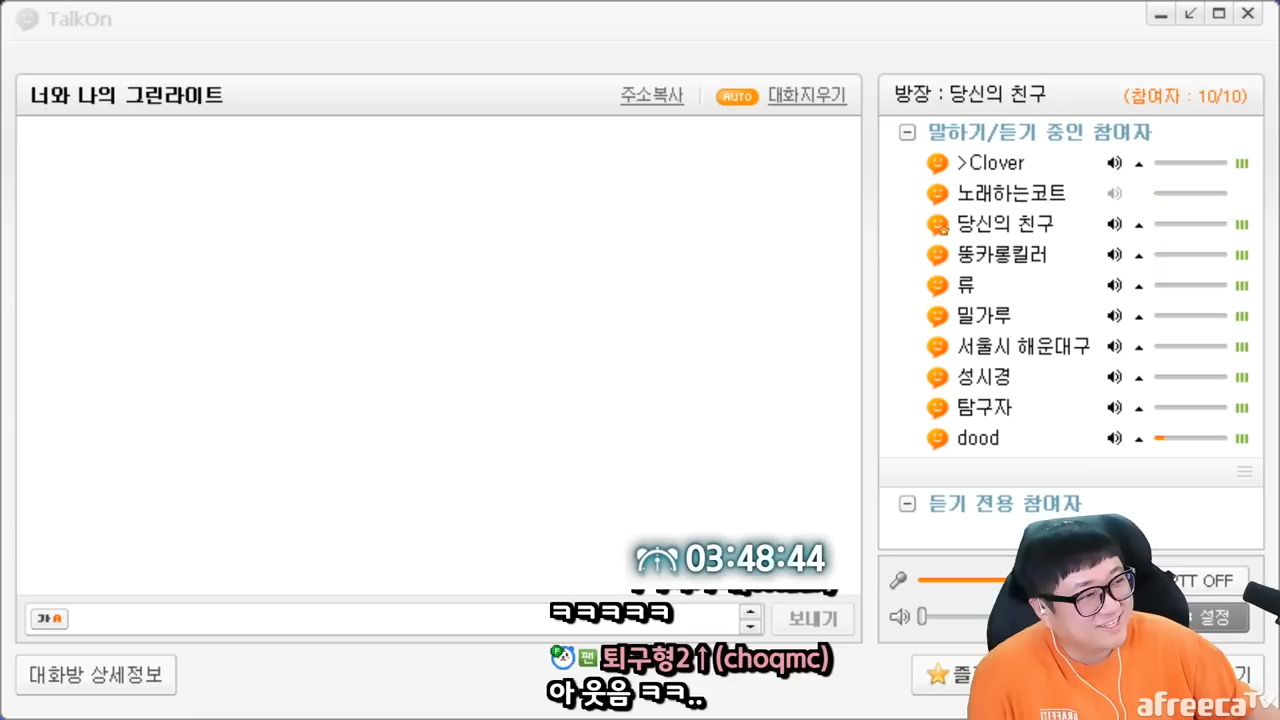 TalkOn
너와 나의 그린라이트
주소복사
AUTO 대화지우기
방장 : 당신의 친구
(참여자 : 10/10)
말하기/듣기 중인 참여자
>Clover
노래하는코트
당신의 친구
뚱카롱킬러
류
밀가루
서울시 해운대구
성시경
탐구자
dood
듣기 전용 참여자
03:48:44
PTT OFF
설정
가A
ㅋㅋㅋㅋㅋ
보내기
F 팬 퇴구형2↑(choqmc)
아 웃음 ㅋㅋ..
대화방 상세정보
afreecaTV